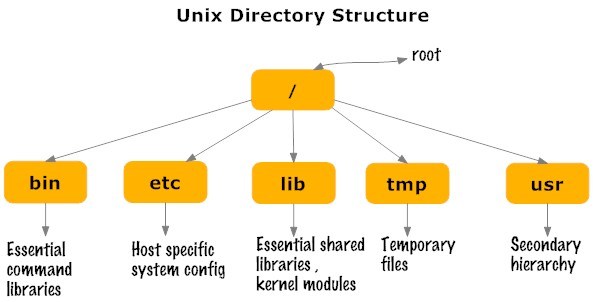 Unix Directory Structure
root
/
bin
etc
lib
tmp
usr
Essential
command
libraries
Host specific
system config
Essential shared
libraries ,
kernel modules
Temporary
files
Secondary
hierarchy